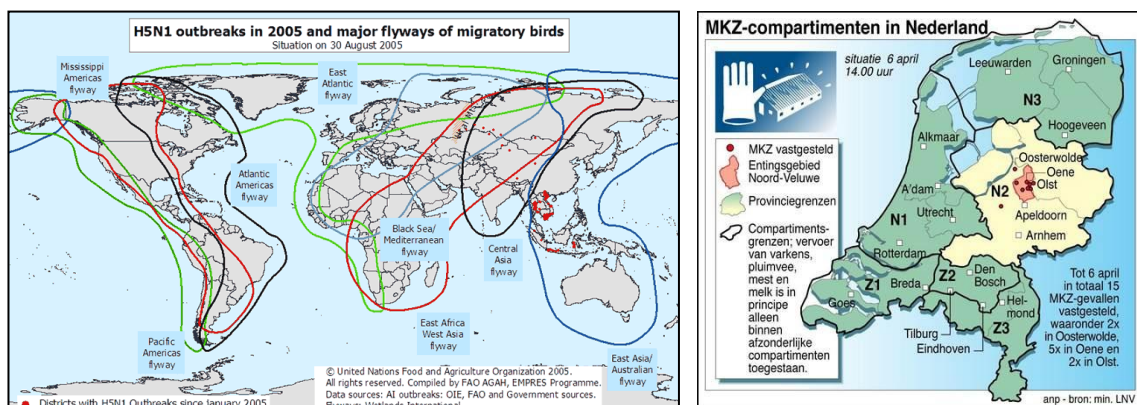 H5N1 outbreaks in 2005 and major flyways of migratory birds
Situation on 30 August 2005
Mississippi
Americas
flyway
East
Atlantic
flyway
Atlantic
Americas
flyway
Black Sea/
Mediterranean
flyway
Central
Asia
flyway
East Africa
West Asia
flyway
Pacific
Americas
flyway
East Asia/
Australian
flyway
© United Nations Food and Agriculture Organization 2005.
All rights reserved. Compiled by FAO AGAH, EMPRES Programme.
Data sources: AI outbreaks: OIE, FAO and Government sources.
Flyways: Wetlands International
Districts with H5N1 Outbreaks since january 2005
MKZ-compartimenten in Nederland
situatie 6 april
14.00 uur
MKZ vastgesteld
Entingsgebied
Noord-Veluwe
Provinciegrenzen
Compartiments-
grenzen; vervoer
van varkens,
pluimvee,
mest en
melk is in
principe
alleen
binnen
afzonderlijke
compartimenten
toegestaan.
Leeuwarden
Groningen
N3
Hoogeveen
Alkmaar
Oosterwolde
Oene
Olst
N2
A'dam
Apeldoorn
Utrecht
N1
Arnhem
Rotterdam
Z2
Den
Bosch
Z1
Breda
Goes
Hel-
mond
Z3
Tilburg
Eindhoven
Tot 6 april
in totaal 15
MKZ-gevallen
vastgesteld,
waaronder 2x
in Oosterwolde,
5x in Oene en
2x in Olst.
anp - bron: min. LNV